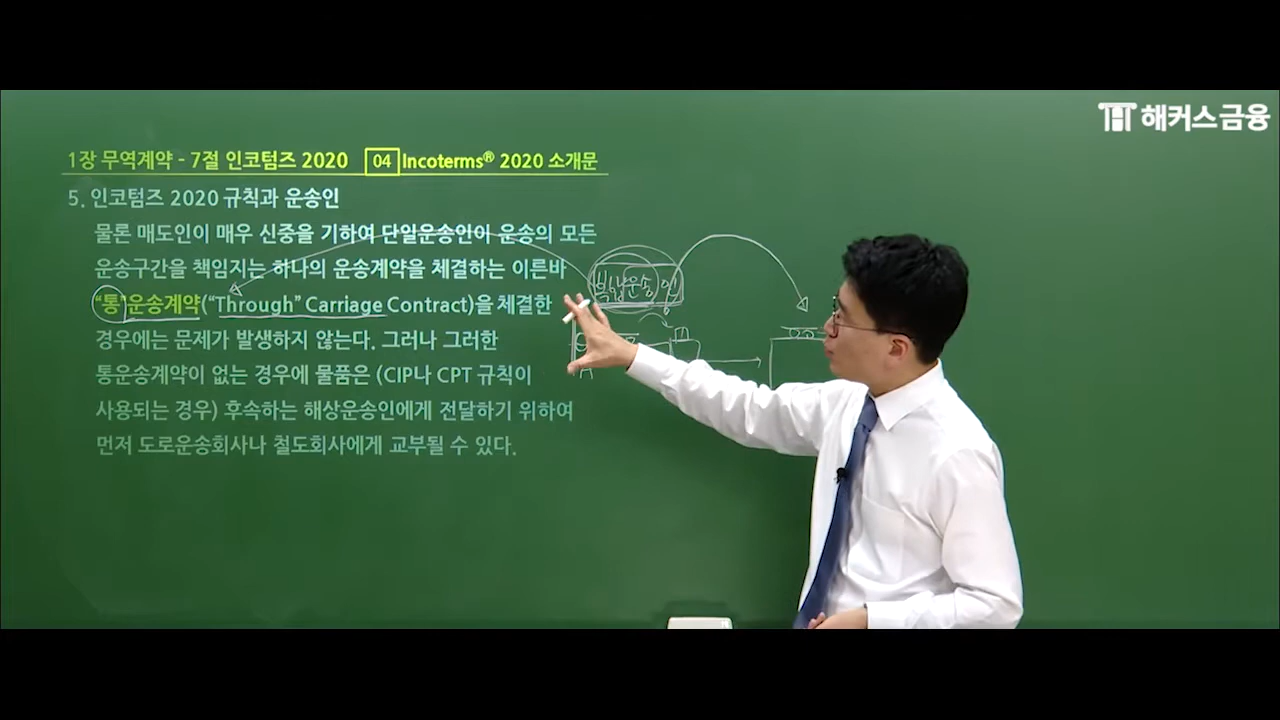 해커스금융
1장 무역계약 - 7절 인코텀즈 2020 04 Incoterms® 2020 소개문
5. 인코텀즈 2020 규칙과 운송인
물론 매도인이 매우 신중을 기하여 단일운송인이 운송의 모든
운송구간을 책임지는 하나의 운송계약을 체결하는 이른바
복합운송인
“통”운송계약(“Through” Carriage Contract)을 체결한
경우에는 문제가 발생하지 않는다. 그러나 그러한
통운송계약이 없는 경우에 물품은 (CIP나 CPT 규칙이
A
사용되는 경우) 후속하는 해상운송인에게 전달하기 위하여
먼저 도로운송회사나 철도회사에게 교부될 수 있다.